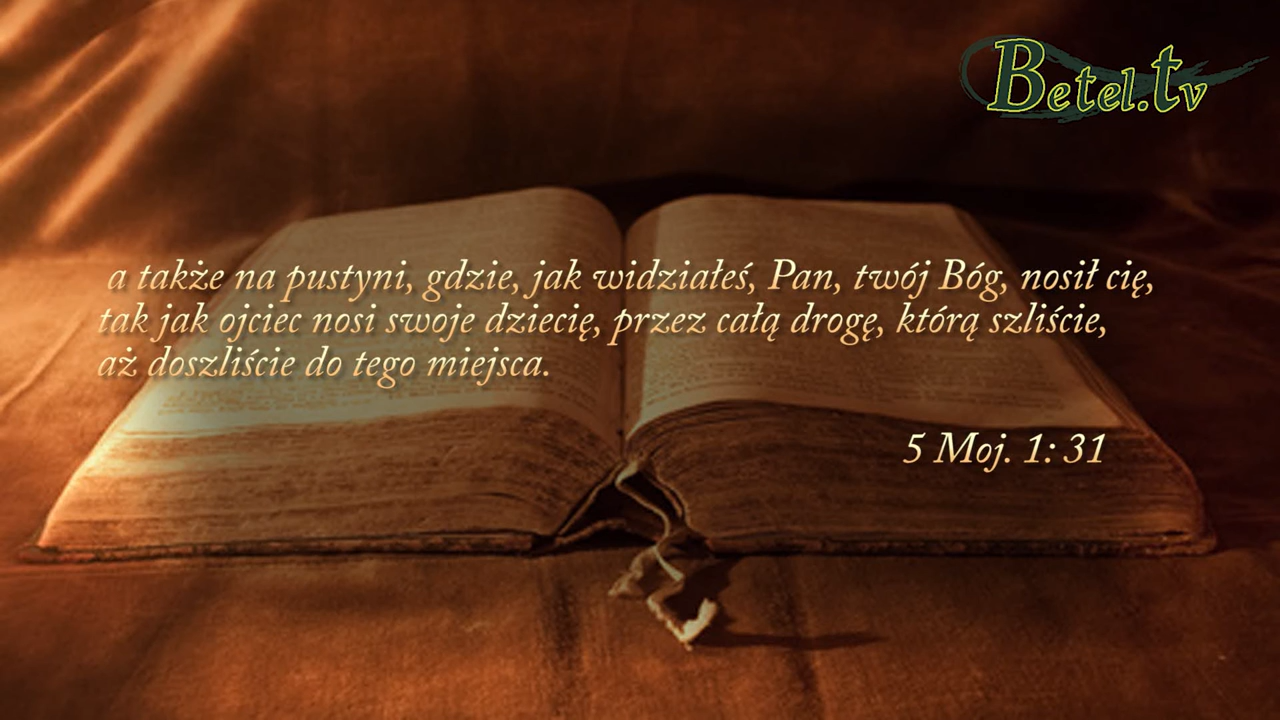 Betel.tv
a także na pustyni, gdzie, jak widziałeś, Pan, twój Bóg, nosił cię,
tak jak ojciec nosi swoje dziecię, przez całą drogę, którą szliście,
aż doszliście do tego miejsca.
5 Moj. 1: 31